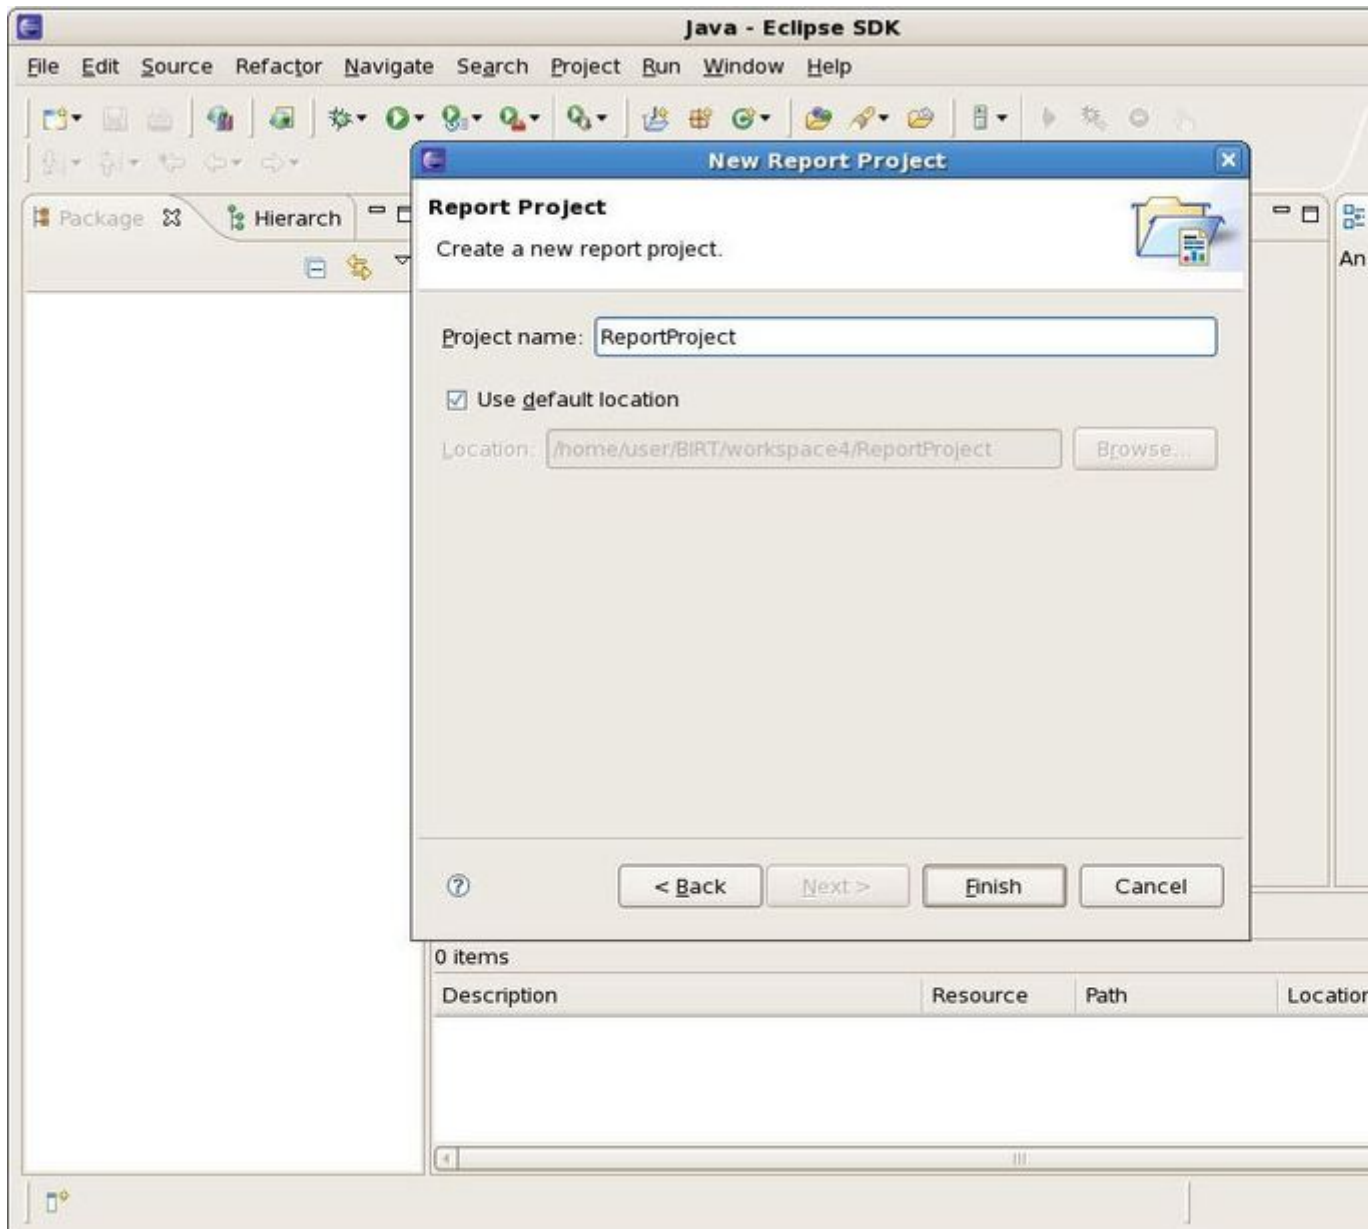 Java - Eclipse SDK
File Edit Source Refactor Navigate Search Project Run Window Help
Package Hierarch
New Report Project
Report Project
Create a new report project.
An
Project name: ReportProject
Use default location
Location: /home/user/BIRT/workspace4/ReportProject Browse...
< Back Next > Finish Cancel
0 items
Description Resource Path Location